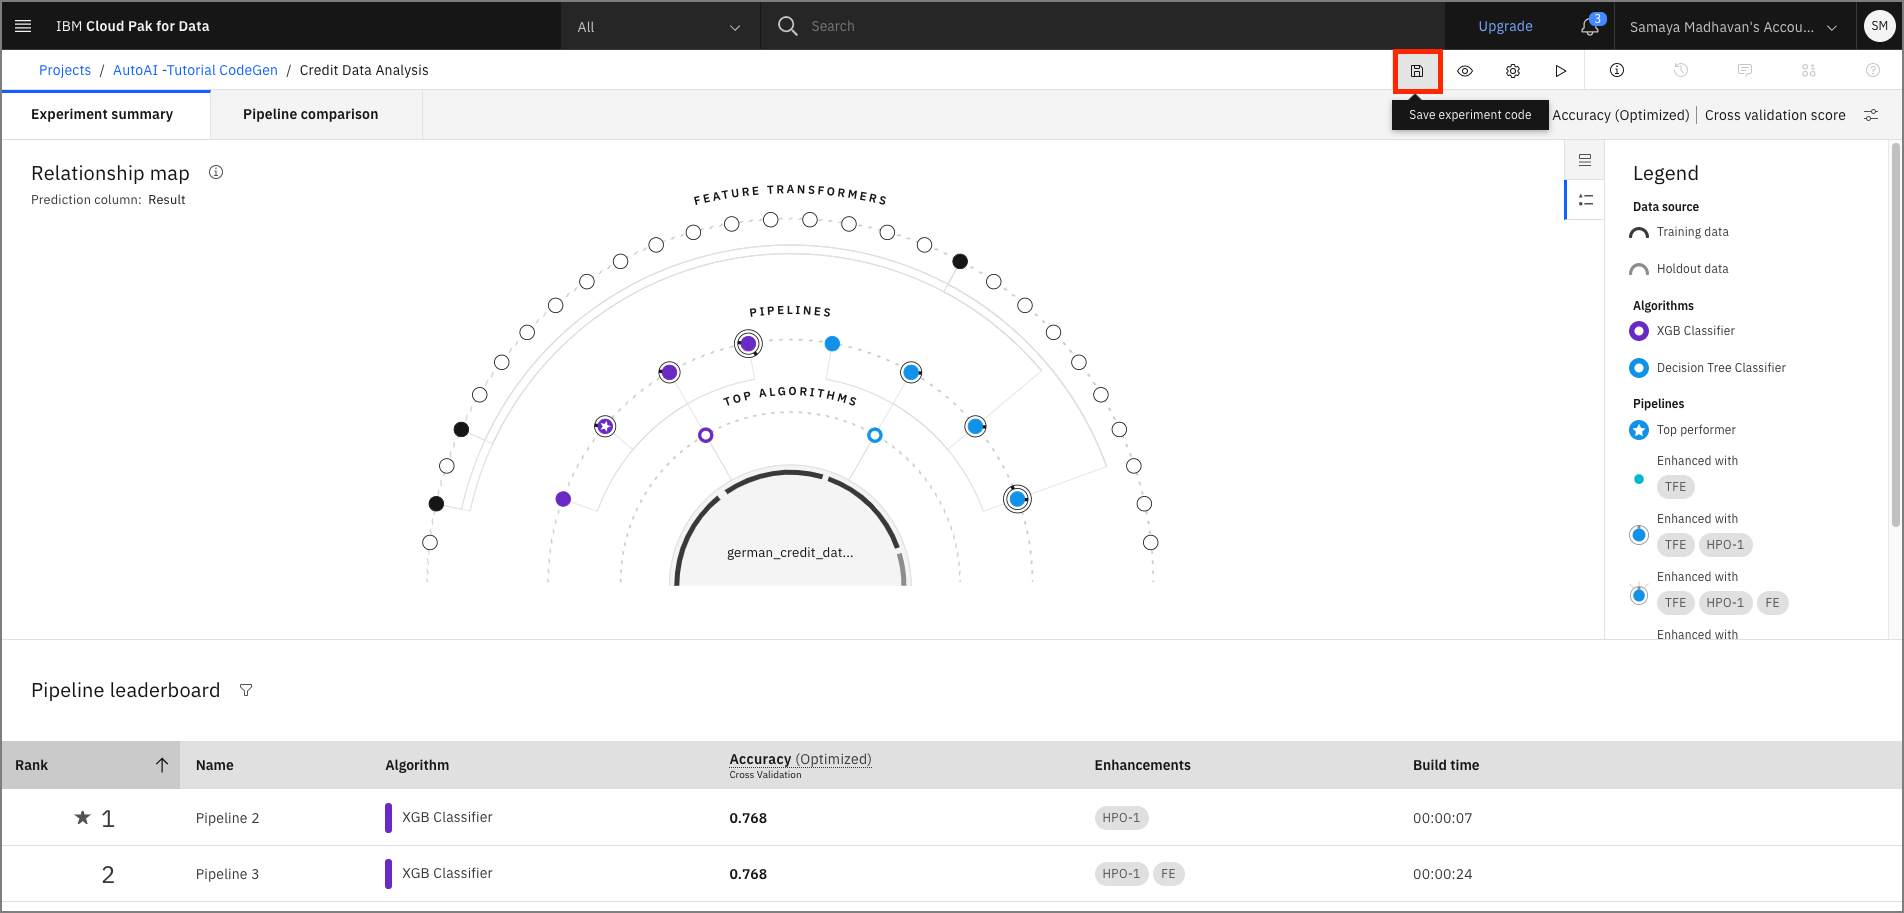 IBM Cloud Pak for Data
All
Search
Upgrade
3
Samaya Madhavan's Accou...
SM
Projects / AutoAI -Tutorial CodeGen / Credit Data Analysis
Save experiment code
Experiment summary
Pipeline comparison
Accuracy (Optimized) | Cross validation score
Relationship map
Prediction column: Result
FEATURE TRANSFORMERS
PIPELINES
TOP ALGORITHMS
german_credit_dat...
Legend
Data source
Training data
Holdout data
Algorithms
XGB Classifier
Decision Tree Classifier
Pipelines
Top performer
Enhanced with
TFE
Enhanced with
TFE HPO-1
Enhanced with
TFE HPO-1 FE
Enhanced with
Pipeline leaderboard
Rank Name Algorithm Accuracy (Optimized) Enhancements Build time
Cross Validation
1 Pipeline 2 XGB Classifier 0.768 HPO-1 00:00:07
2 Pipeline 3 XGB Classifier 0.768 HPO-1 FE 00:00:24